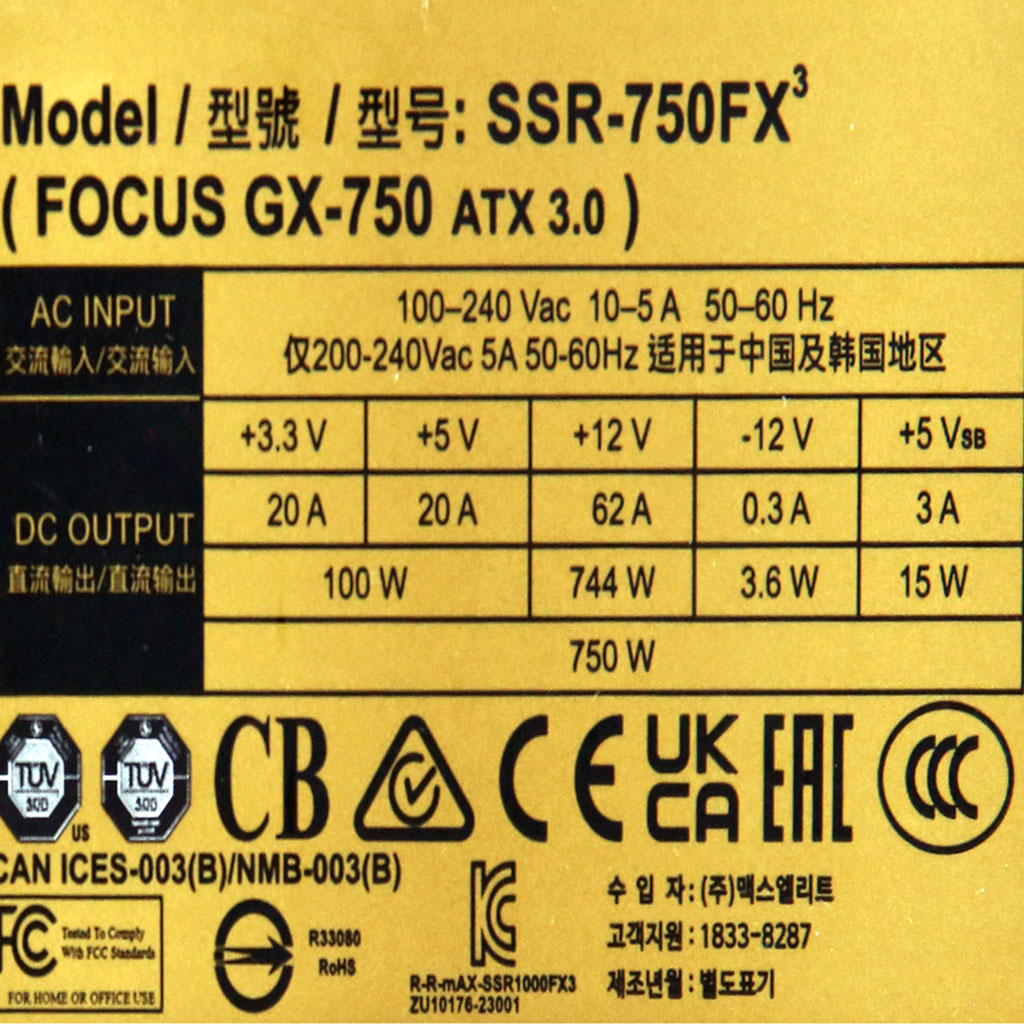 Model / 型號 / 型号: SSR-750FX³
( FOCUS GX-750 ATX 3.0 )
AC INPUT
交流輸入/交流输入
100–240 Vac 10–5 A 50–60 Hz
仅200-240Vac 5A 50-60Hz 適用于中国及韩国地区
DC OUTPUT
直流輸出/直流输出
+3.3 V +5 V +12 V -12 V +5 VSB
20 A 20 A 62 A 0.3 A 3 A
100 W 744 W 3.6 W 15 W
750 W
TÜV TÜV
US
CB CE UK CA EAC CCC
CAN ICES-003(B)/NMB-003(B)
FC
Tested To Comply
With FCC Standards
FOR HOME OR OFFICE USE
R33080
RoHS
KC
R-R-mAX-SSR1000FX3
ZU10176-23001
수 입 자 : (주)맥스엘리트
고객지원 : 1833-8287
제조년월 : 별도표기